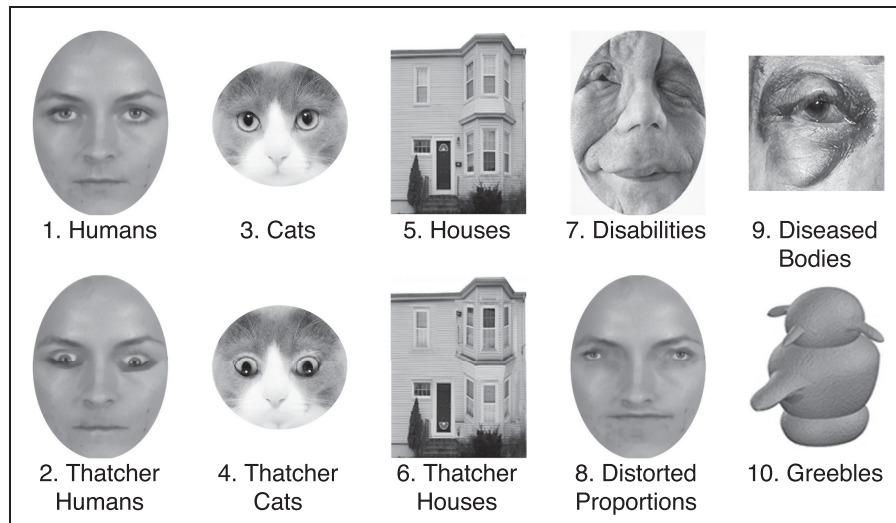 1. Humans
3. Cats
5. Houses
7. Disabilities
9. Diseased
Bodies
2. Thatcher
Humans
4. Thatcher
Cats
6. Thatcher
Houses
8. Distorted
Proportions
10. Greebles